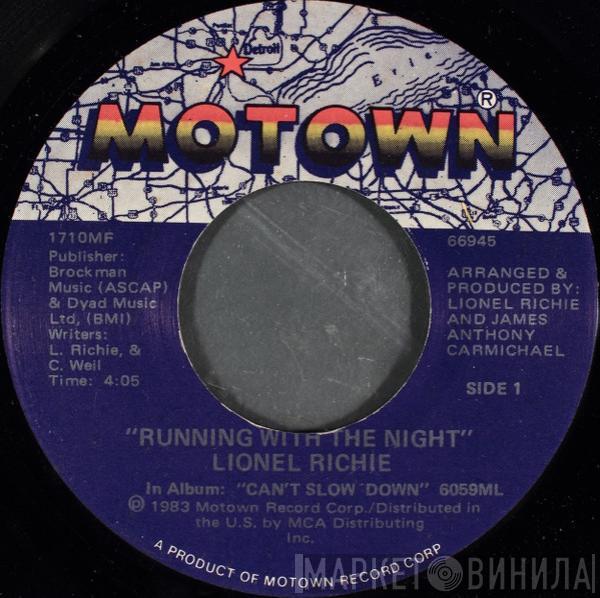 Detroit
Erie
MOTOWN®
1710MF
Publisher:
Brockman
Music (ASCAP)
& Dyad Music
Ltd, (BMI)
Writers:
L. Richie, &
C. Weil
Time: 4:05
66945
ARRANGED &
PRODUCED BY:
LIONEL RICHIE
AND JAMES
ANTHONY
CARMICHAEL
SIDE 1
"RUNNING WITH THE NIGHT"
LIONEL RICHIE
In Album: "CAN'T SLOW DOWN" 6059ML
℗ 1983 Motown Record Corp./Distributed in
the U.S. by MCA Distributing
Inc.
A PRODUCT OF MOTOWN RECORD CORP
МАРКЕТ ВИНИЛА